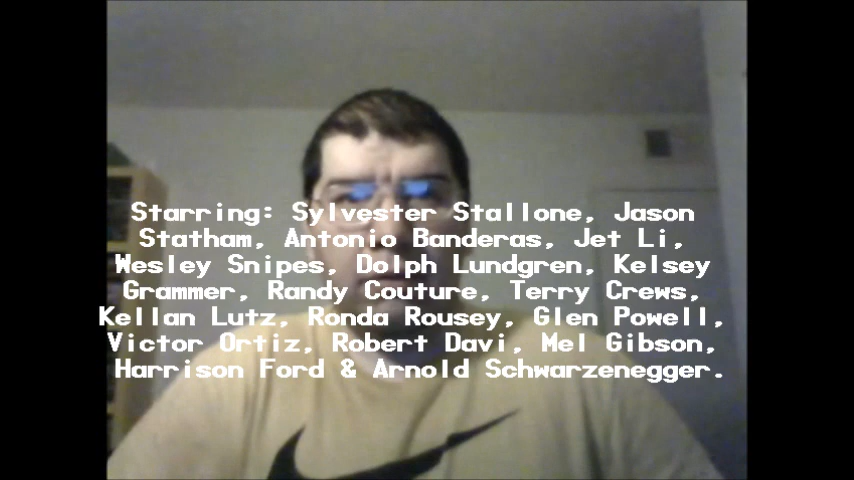 Starring: Sylvester Stallone, Jason
Statham, Antonio Banderas, Jet Li,
Wesley Snipes, Dolph Lundgren, Kelsey
Grammer, Randy Couture, Terry Crews,
Kellan Lutz, Ronda Rousey, Glen Powell,
Victor Ortiz, Robert Davi, Mel Gibson,
Harrison Ford & Arnold Schwarzenegger.